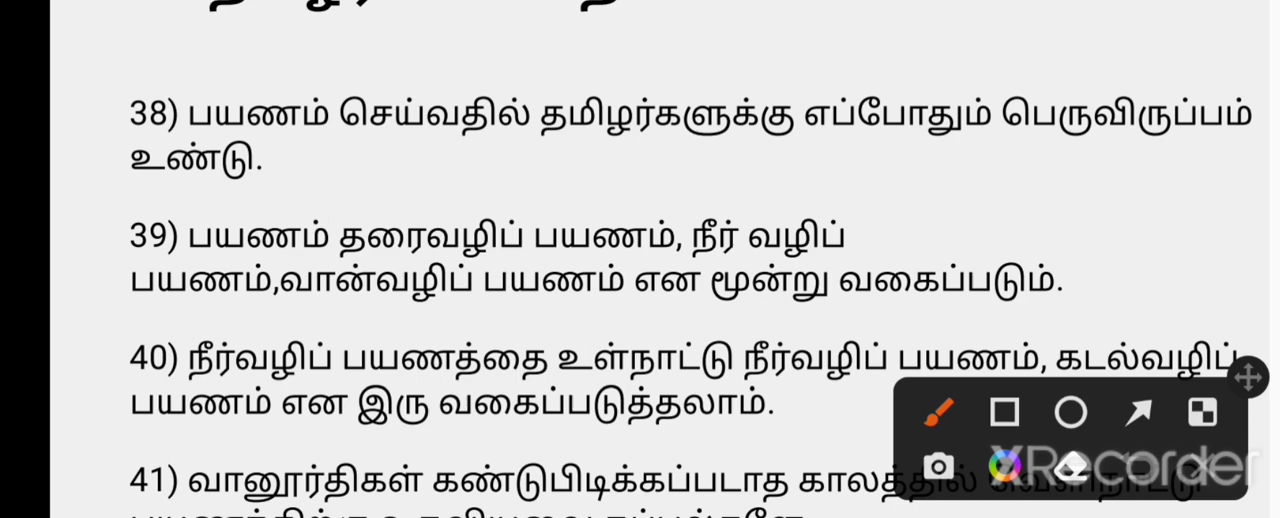 38) பயணம் செய்வதில் தமிழர்களுக்கு எப்போதும் பெருவிருப்பம்
உண்டு.
39) பயணம் தரைவழிப் பயணம், நீர் வழிப்
பயணம்,வான்வழிப் பயணம் என மூன்று வகைப்படும்.
40) நீர்வழிப் பயணத்தை உள்நாட்டு நீர்வழிப் பயணம், கடல்வழிப்
பயணம் என இரு வகைப்படுத்தலாம்.
41) வானூர்திகள் கண்டுபிடிக்கப்படாத காலத்தில்
XRecorder